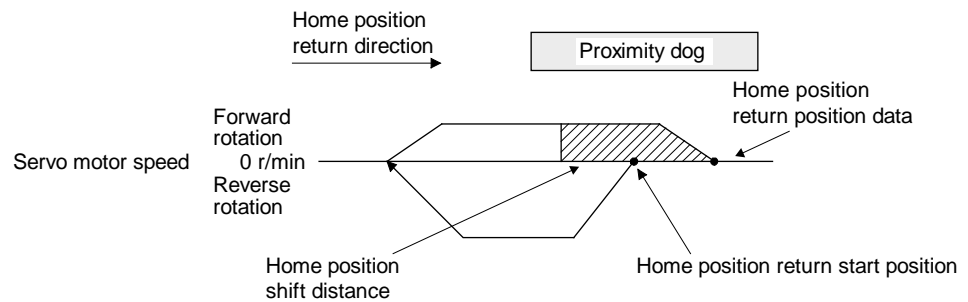 Home position
return direction
Proximity dog
Home position
return position data
Forward
rotation
Servo motor speed
0 r/min
Reverse
rotation
Home position
shift distance
Home position return start position